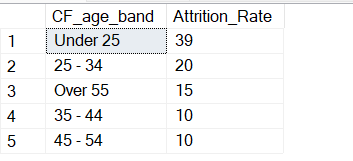 CF_age_band Attrition_Rate
1 Under 25 39
2 25 - 34 20
3 Over 55 15
4 35 - 44 10
5 45 - 54 10